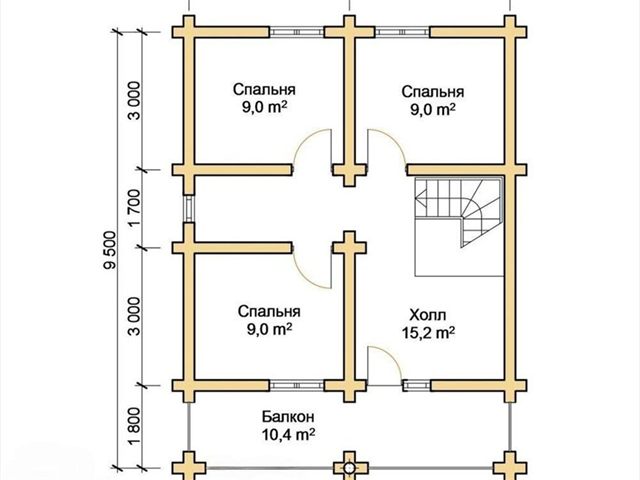 Спальня
9,0 m²
Спальня
9,0 m²
3 000
1 700
9 500
3 000
Спальня
9,0 m²
Холл
15,2 m²
1 800
Балкон
10,4 m²